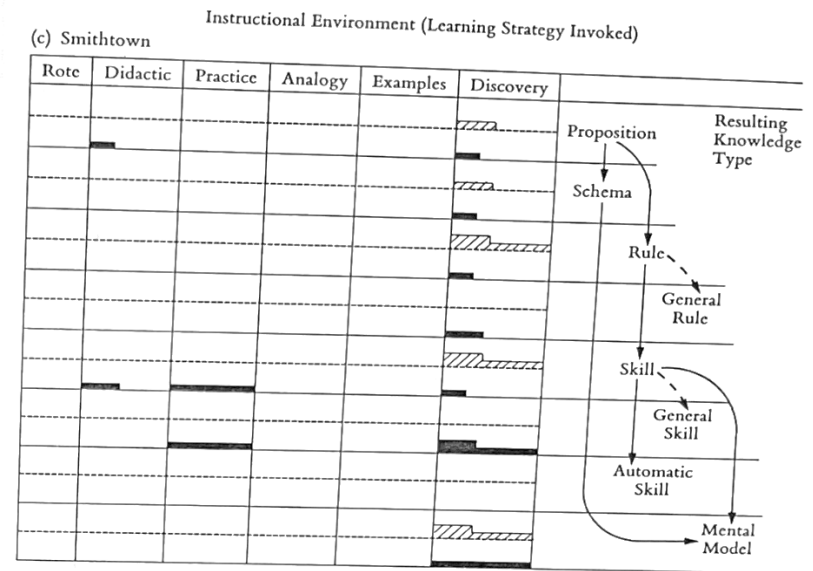 Instructional Environment (Learning Strategy Invoked)
(c) Smithtown
Rote Didactic Practice Analogy Examples Discovery
Proposition
Resulting
Knowledge
Type
Schema
Rule
General
Rule
Skill
General
Skill
Automatic
Skill
Mental
Model